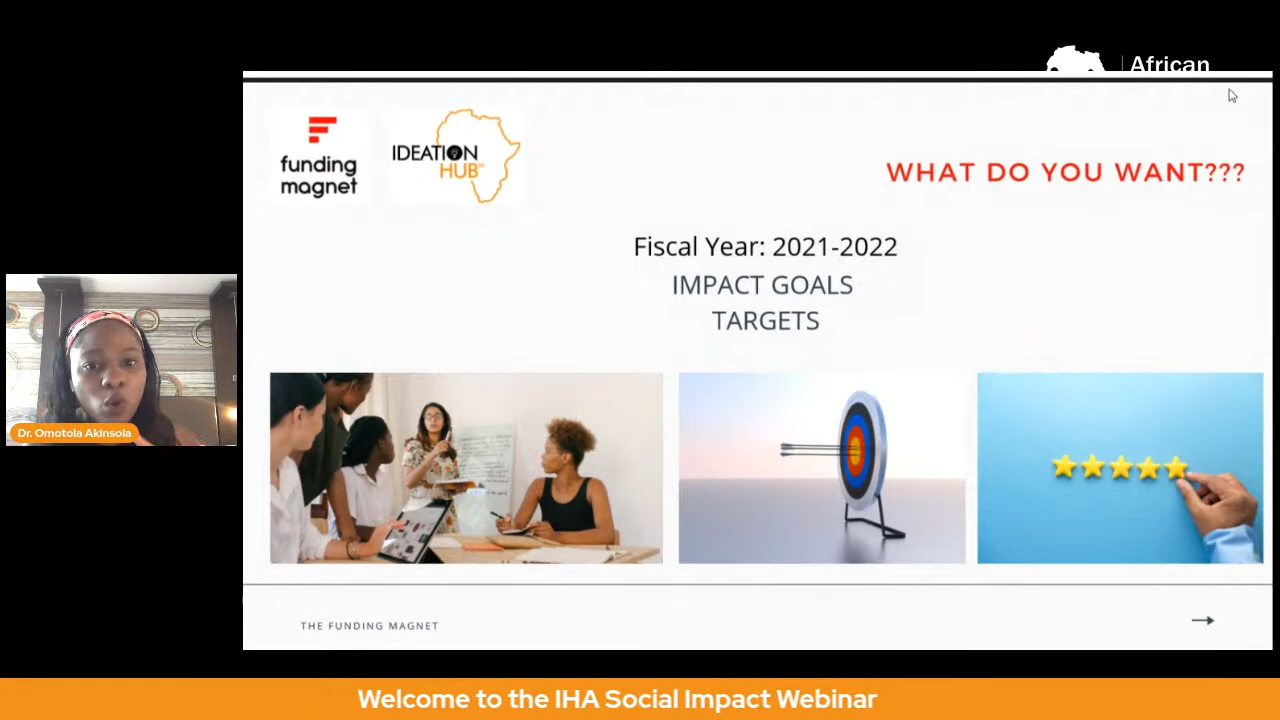 African
funding
magnet
IDEATION
HUB
WHAT DO YOU WANT???
Fiscal Year: 2021-2022
IMPACT GOALS
TARGETS
Dr. Omotola Akinsola
THE FUNDING MAGNET
Welcome to the IHA Social Impact Webinar